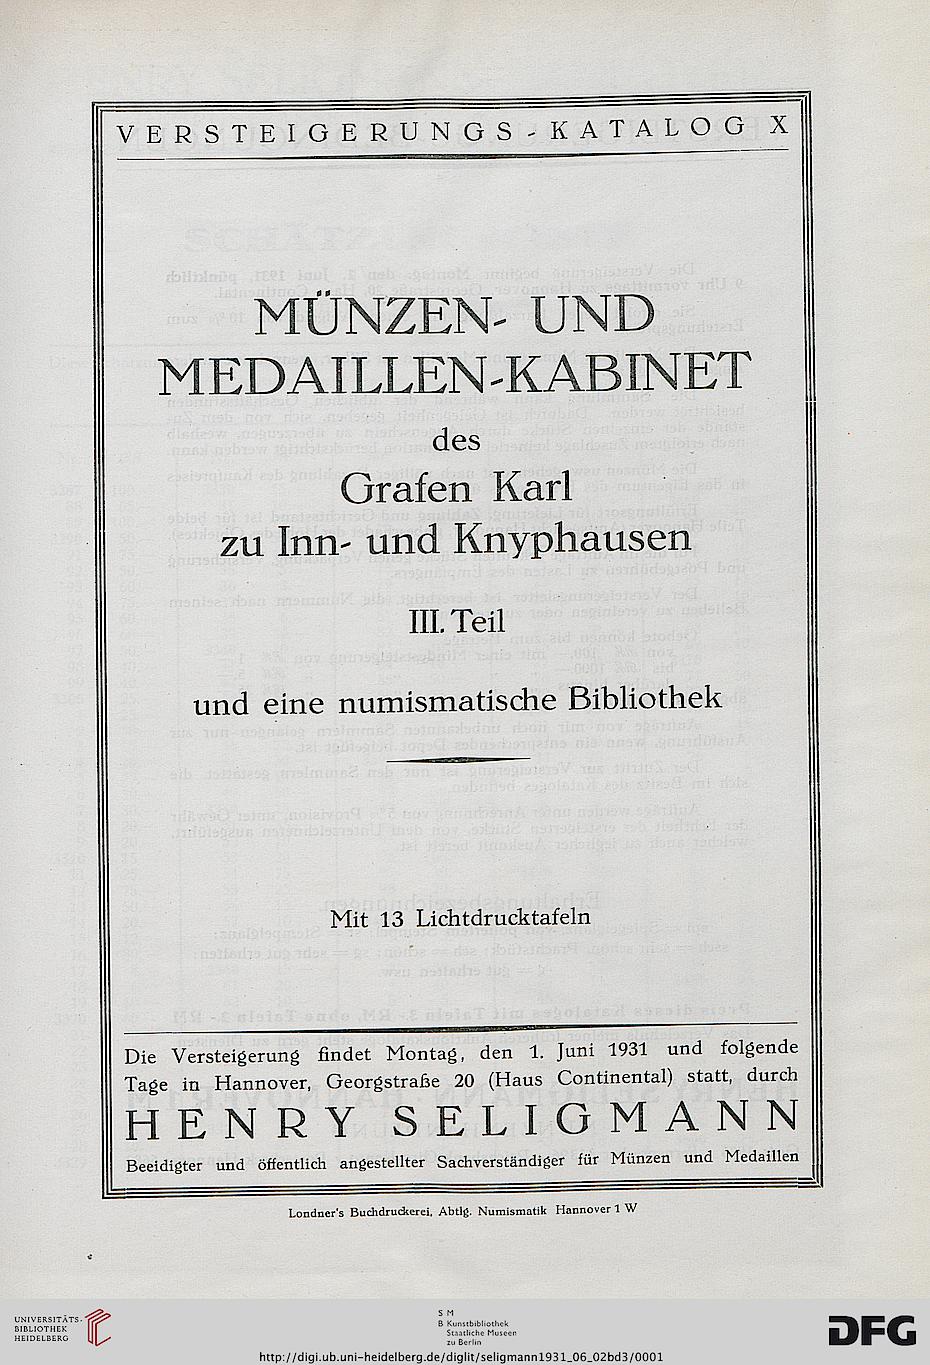 VERSTEIGERUNGS-KATALOG X
MÜNZEN- UND
MEDAILLEN-KABINET
des
Grafen Karl
zu Inn- und Knyphausen
III. Teil
und eine numismatische Bibliothek
Mit 13 Lichtdrucktafeln
Die Versteigerung findet Montag, den 1. Juni 1931 und folgende
Tage in Hannover, Georgstraße 20 (Haus Continental) statt, durch
HENRY SELIGMANN
Beeidigter und öffentlich angestellter Sachverständiger für Münzen und Medaillen
Londner's Buchdruckerei, Abtlg. Numismatik Hannover 1 W
UNIVERSITÄTS-
BIBLIOTHEK
HEIDELBERG
S M
B Kunstbibliothek
Staatliche Museen
zu Berlin
DFG
http://digi.ub.uni-heidelberg.de/diglit/seligmann1931_06_02bd3/0001